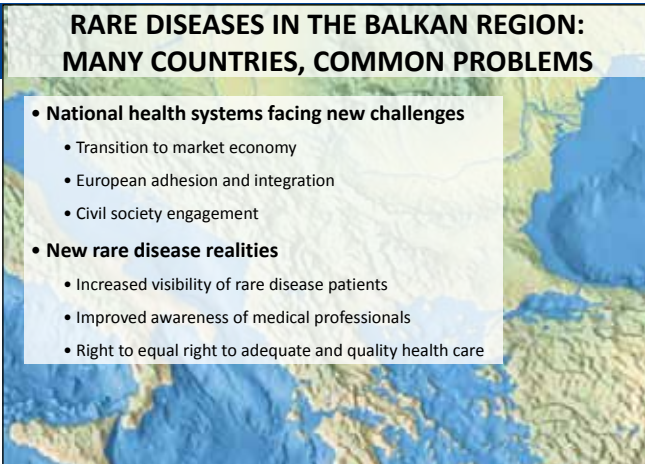 RARE DISEASES IN THE BALKAN REGION:
MANY COUNTRIES, COMMON PROBLEMS
• National health systems facing new challenges
• Transition to market economy
• European adhesion and integration
• Civil society engagement
• New rare disease realities
• Increased visibility of rare disease patients
• Improved awareness of medical professionals
• Right to equal right to adequate and quality health care